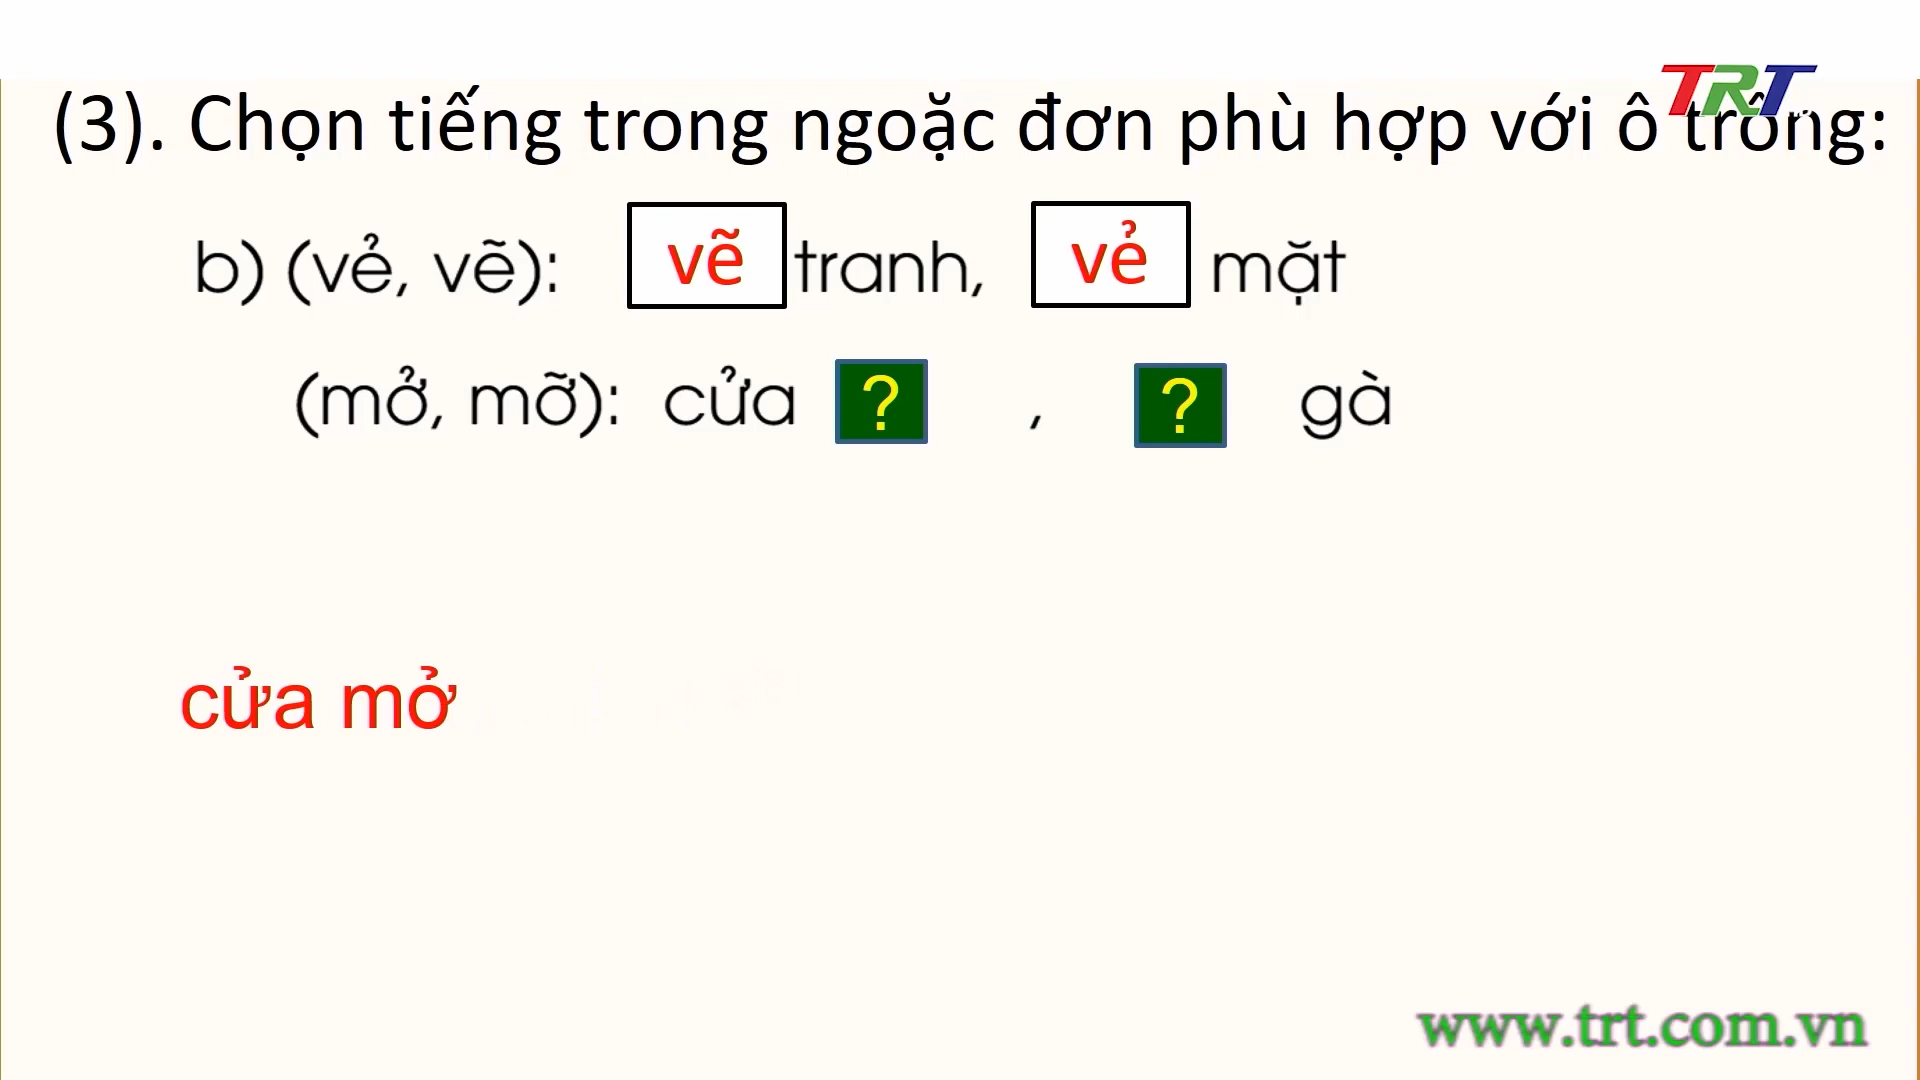 TRT
(3). Chọn tiếng trong ngoặc đơn phù hợp với ô trống:
b) (vẻ, vẽ): vẽ tranh, vẻ mặt
(mở, mỡ): cửa ? , ? gà
cửa mở
www.trt.com.vn